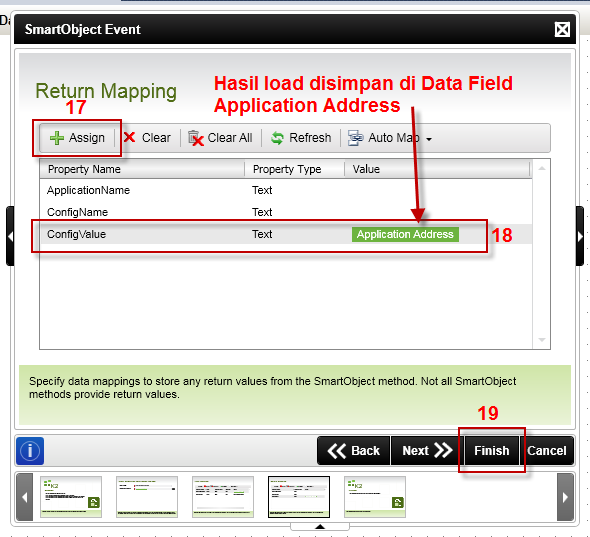 Da
SmartObject Event
Return Mapping
Hasil load disimpan di Data Field
Application Address
17
Assign Clear Clear All Refresh Auto Map
Property Name Property Type Value
ApplicationName Text
ConfigName Text
ConfigValue Text Application Address
18
Specify data mappings to store any return values from the SmartObject method. Not all SmartObject
methods provide return values.
19
i Back Next Finish Cancel